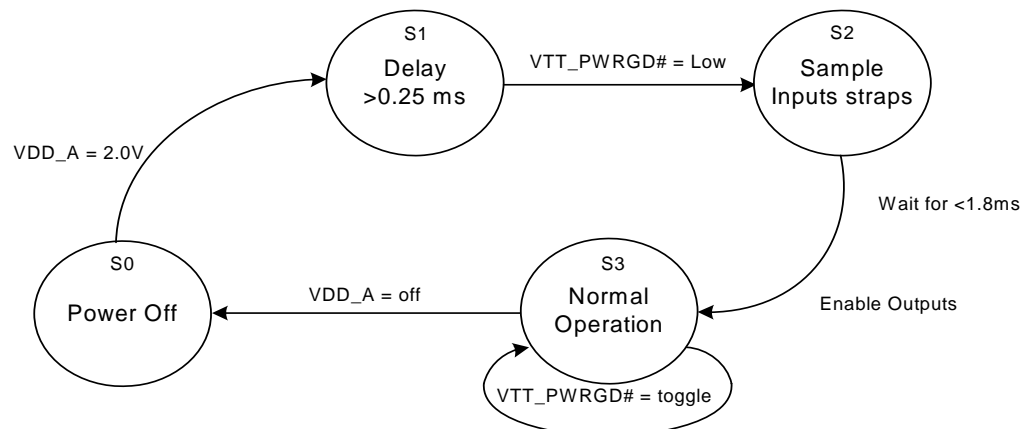 S1
Delay
>0.25 ms
VTT_PWRGD# = Low
S2
Sample
Inputs straps
VDD_A = 2.0V
Wait for <1.8ms
S0
Power Off
VDD_A = off
S3
Normal
Operation
Enable Outputs
VTT_PWRGD# = toggle